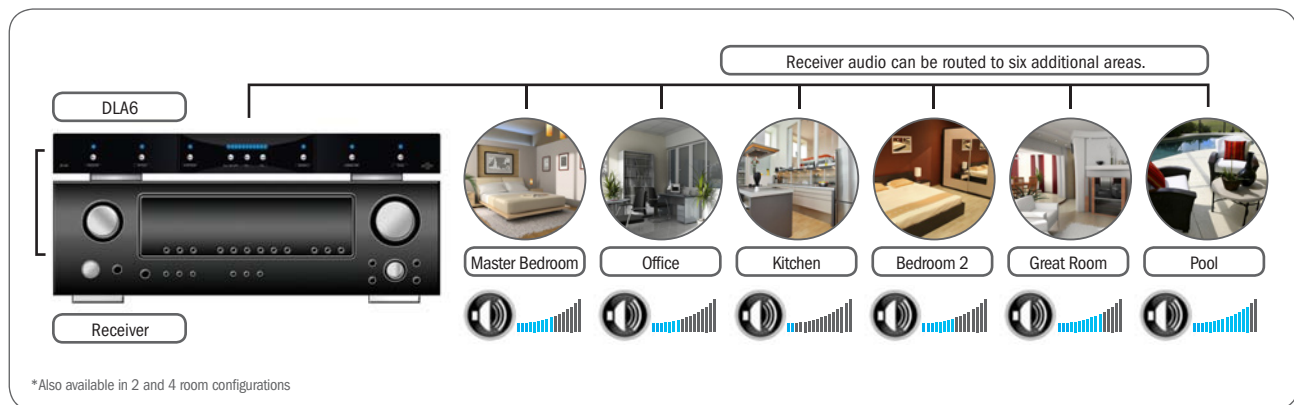 Receiver audio can be routed to six additional areas.
DLA6
Master Bedroom
Office
Kitchen
Bedroom 2
Great Room
Pool
Receiver
*Also available in 2 and 4 room configurations